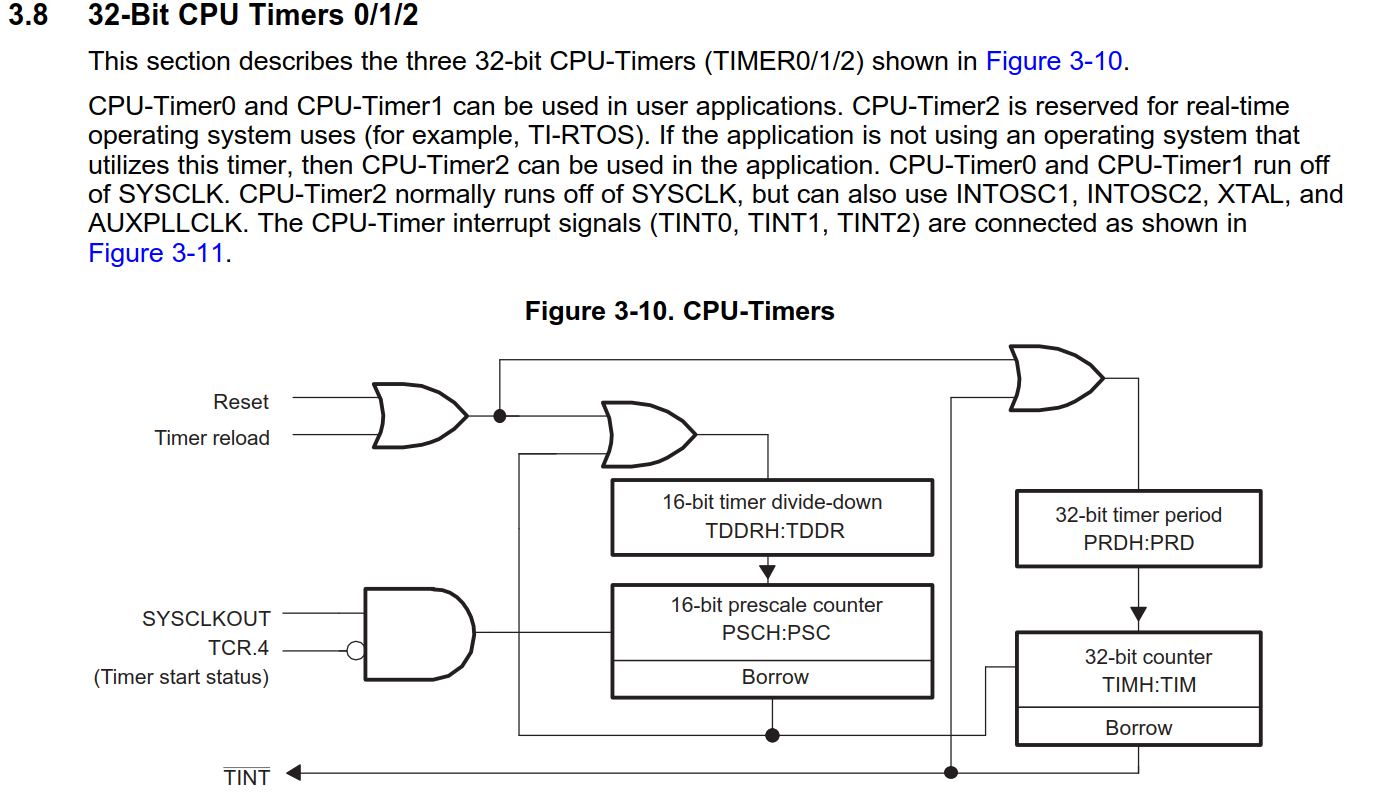 3.8 32-Bit CPU Timers 0/1/2
This section describes the three 32-bit CPU-Timers (TIMER0/1/2) shown in Figure 3-10.
CPU-Timer0 and CPU-Timer1 can be used in user applications. CPU-Timer2 is reserved for real-time
operating system uses (for example, TI-RTOS). If the application is not using an operating system that
utilizes this timer, then CPU-Timer2 can be used in the application. CPU-Timer0 and CPU-Timer1 run off
of SYSCLK. CPU-Timer2 normally runs off of SYSCLK, but can also use INTOSC1, INTOSC2, XTAL, and
AUXPLLCLK. The CPU-Timer interrupt signals (TINT0, TINT1, TINT2) are connected as shown in
Figure 3-11.
Figure 3-10. CPU-Timers
Reset
Timer reload
16-bit timer divide-down
TDDRH:TDDR
32-bit timer period
PRDH:PRD
SYSCLKOUT
TCR.4
(Timer start status)
16-bit prescale counter
PSCH:PSC
Borrow
32-bit counter
TIMH:TIM
Borrow
TINT